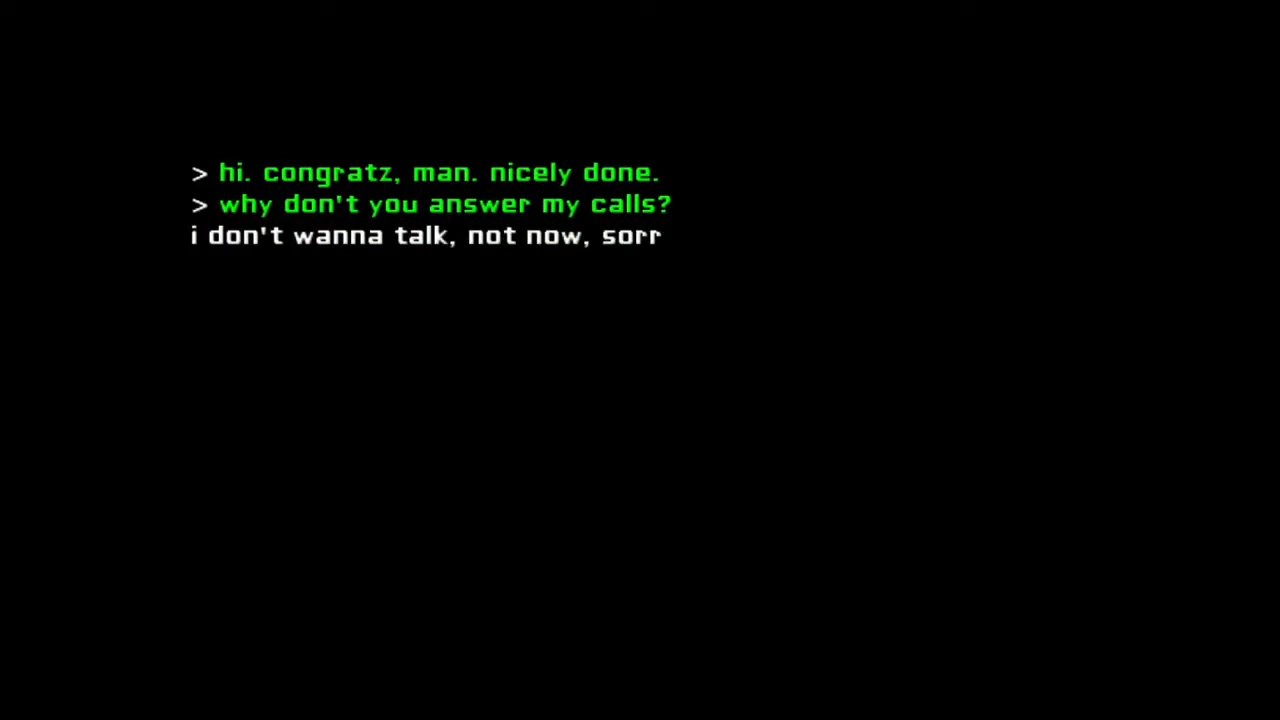 > hi. congratz, man. nicely done.
> why don't you answer my calls?
i don't wanna talk, not now, sorr